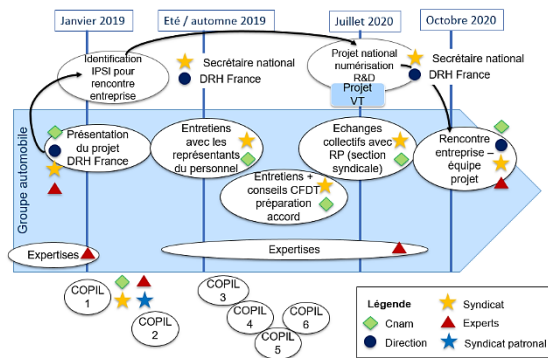 Janvier 2019
Eté / automne 2019
Juillet 2020
Octobre 2020
Identification
IPSI pour
rencontre
entreprise
Secrétaire national
DRH France
Projet national
numérisation
R&D
Projet
VT
Secrétaire national
DRH France
Groupe automobile
Présentation
du projet
DRH France
Entretiens
avec les
représentants
du personnel
Echanges
collectifs avec
RP (section
syndicale)
Rencontre
entreprise –
équipe
projet
Entretiens +
conseils CFDT
préparation
accord
Expertises
Expertises
COPIL
1
COPIL
2
COPIL
3
COPIL
4
COPIL
5
COPIL
6
Légende
Cnam
Direction
Syndicat
Experts
Syndicat patronal